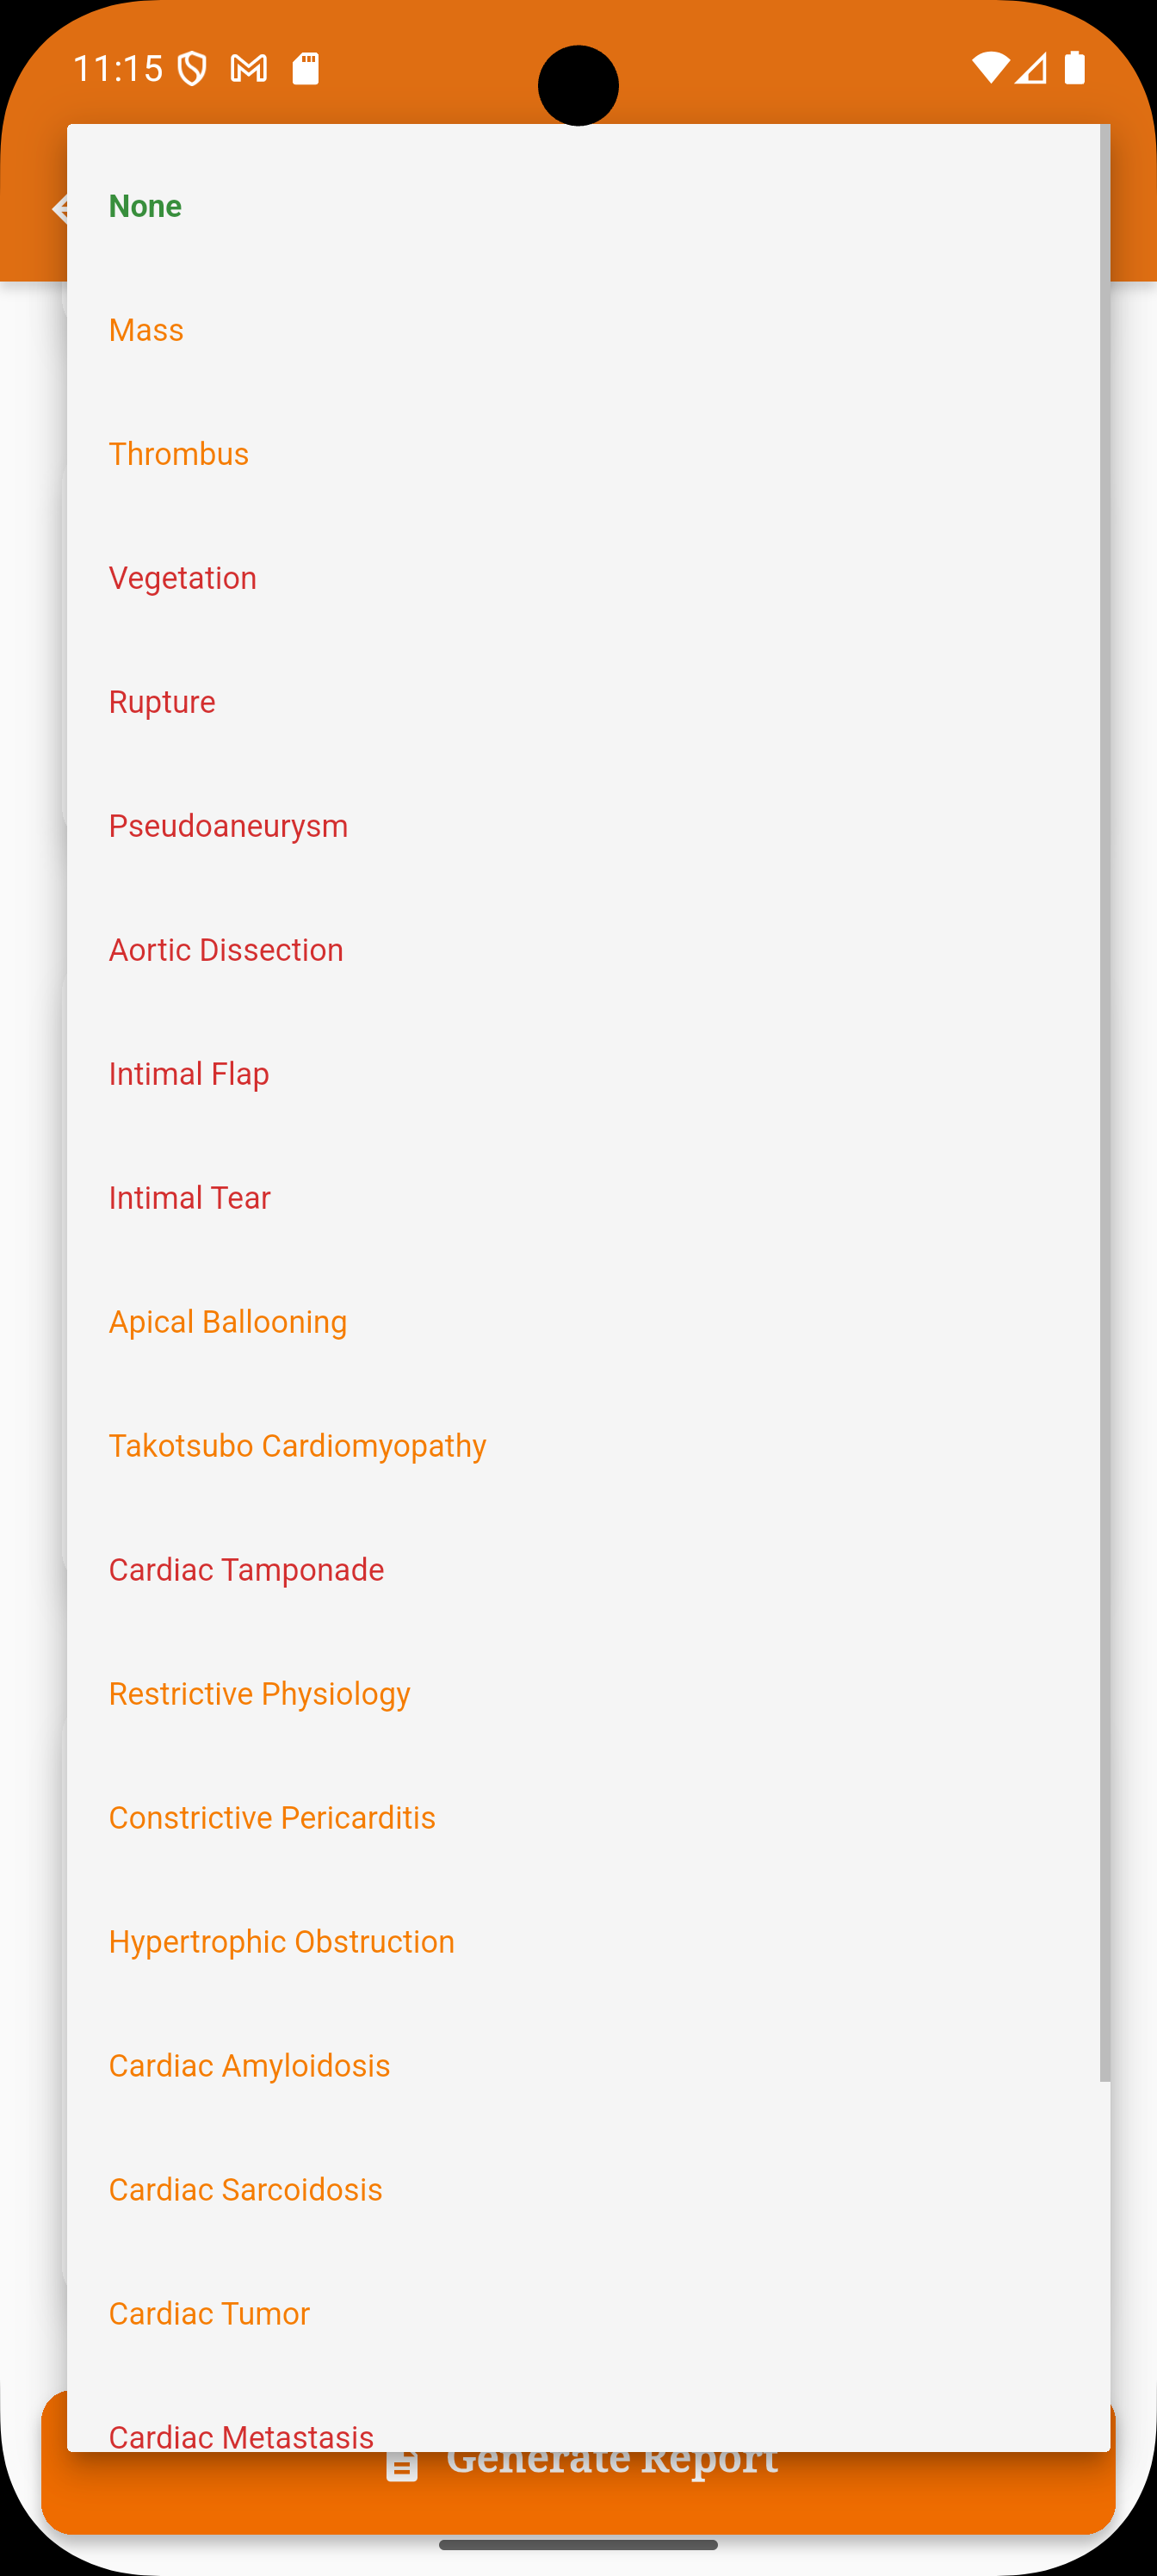 11:15
None
Mass
Thrombus
Vegetation
Rupture
Pseudoaneurysm
Aortic Dissection
Intimal Flap
Intimal Tear
Apical Ballooning
Takotsubo Cardiomyopathy
Cardiac Tamponade
Restrictive Physiology
Constrictive Pericarditis
Hypertrophic Obstruction
Cardiac Amyloidosis
Cardiac Sarcoidosis
Cardiac Tumor
Cardiac Metastasis
Generate Report